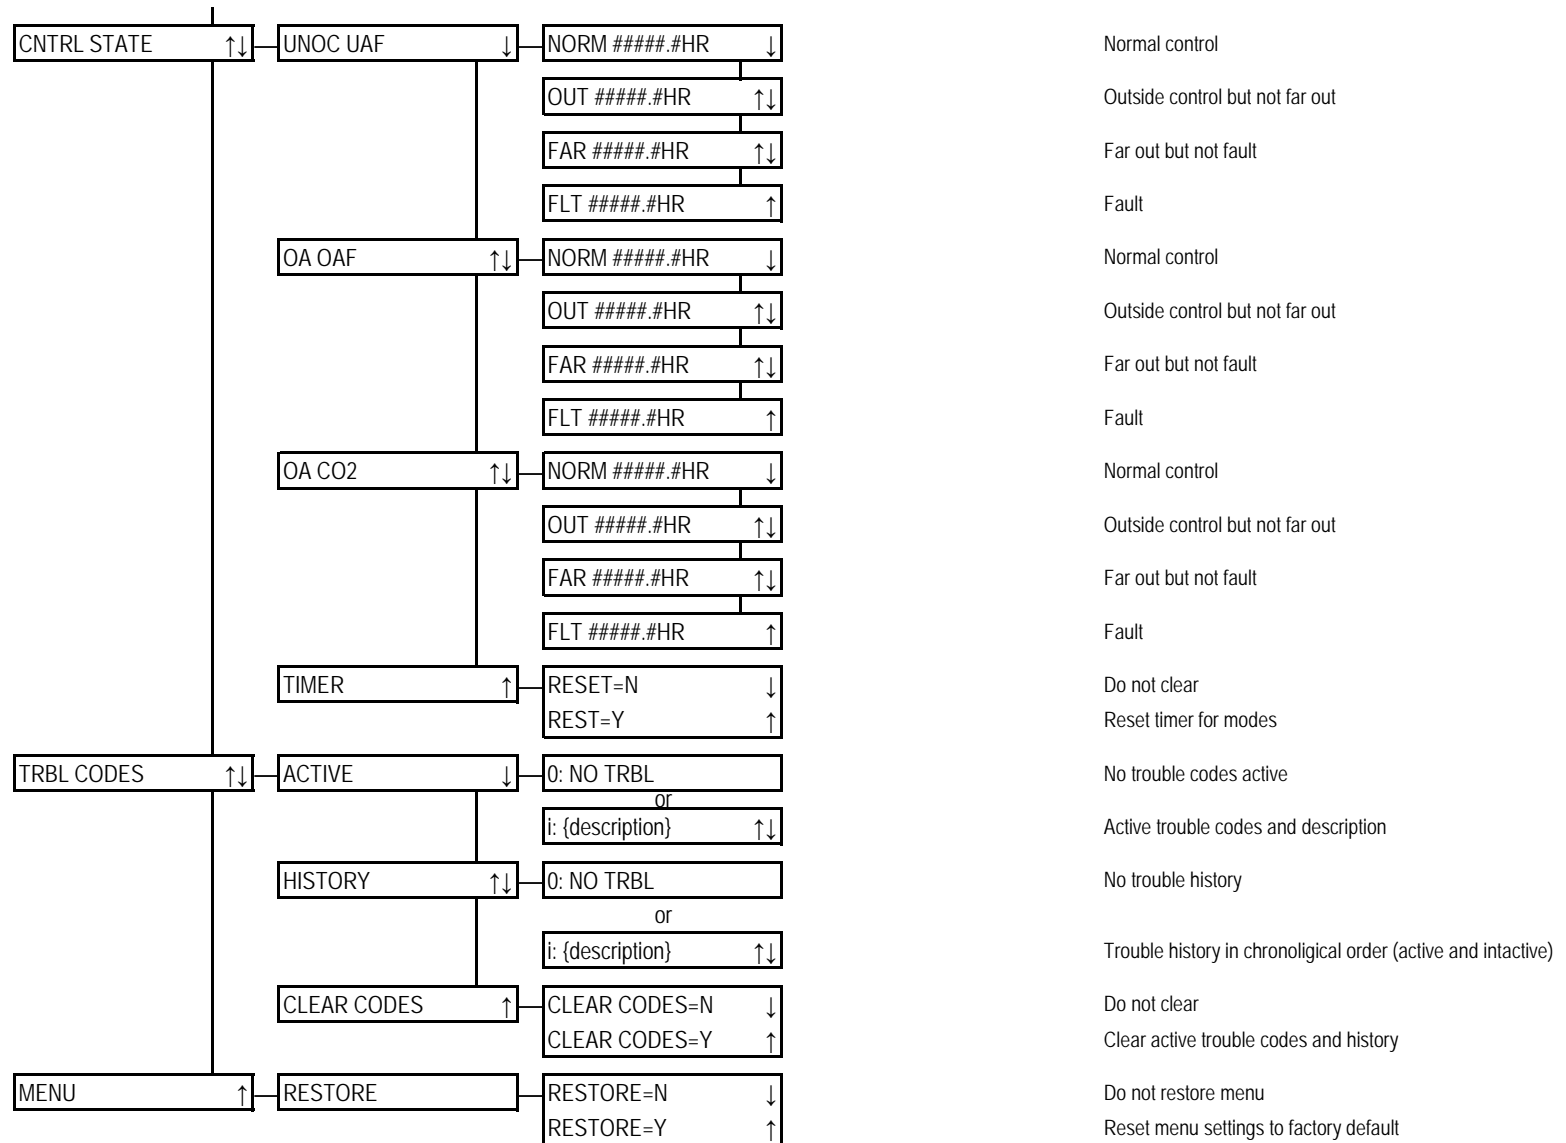 CNTRL STATE ↑↓ UNOC UAF ↓ NORM #####.#HR ↓ Normal control
OUT #####.#HR ↑↓ Outside control but not far out
FAR #####.#HR ↑↓ Far out but not fault
FLT #####.#HR ↑ Fault
OA OAF ↑↓ NORM #####.#HR ↓ Normal control
OUT #####.#HR ↑↓ Outside control but not far out
FAR #####.#HR ↑↓ Far out but not fault
FLT #####.#HR ↑ Fault
OA CO2 ↑↓ NORM #####.#HR ↓ Normal control
OUT #####.#HR ↑↓ Outside control but not far out
FAR #####.#HR ↑↓ Far out but not fault
FLT #####.#HR ↑ Fault
TIMER ↑ RESET=N ↓ Do not clear
REST=Y ↑ Reset timer for modes
TRBL CODES ↑↓ ACTIVE ↓ 0: NO TRBL No trouble codes active
or
i: {description} ↑↓ Active trouble codes and description
HISTORY ↑↓ 0: NO TRBL No trouble history
or
i: {description} ↑↓ Trouble history in chronoligical order (active and intactive)
CLEAR CODES ↑ CLEAR CODES=N ↓ Do not clear
CLEAR CODES=Y ↑ Clear active trouble codes and history
MENU ↑ RESTORE RESTORE=N ↓ Do not restore menu
RESTORE=Y ↑ Reset menu settings to factory default